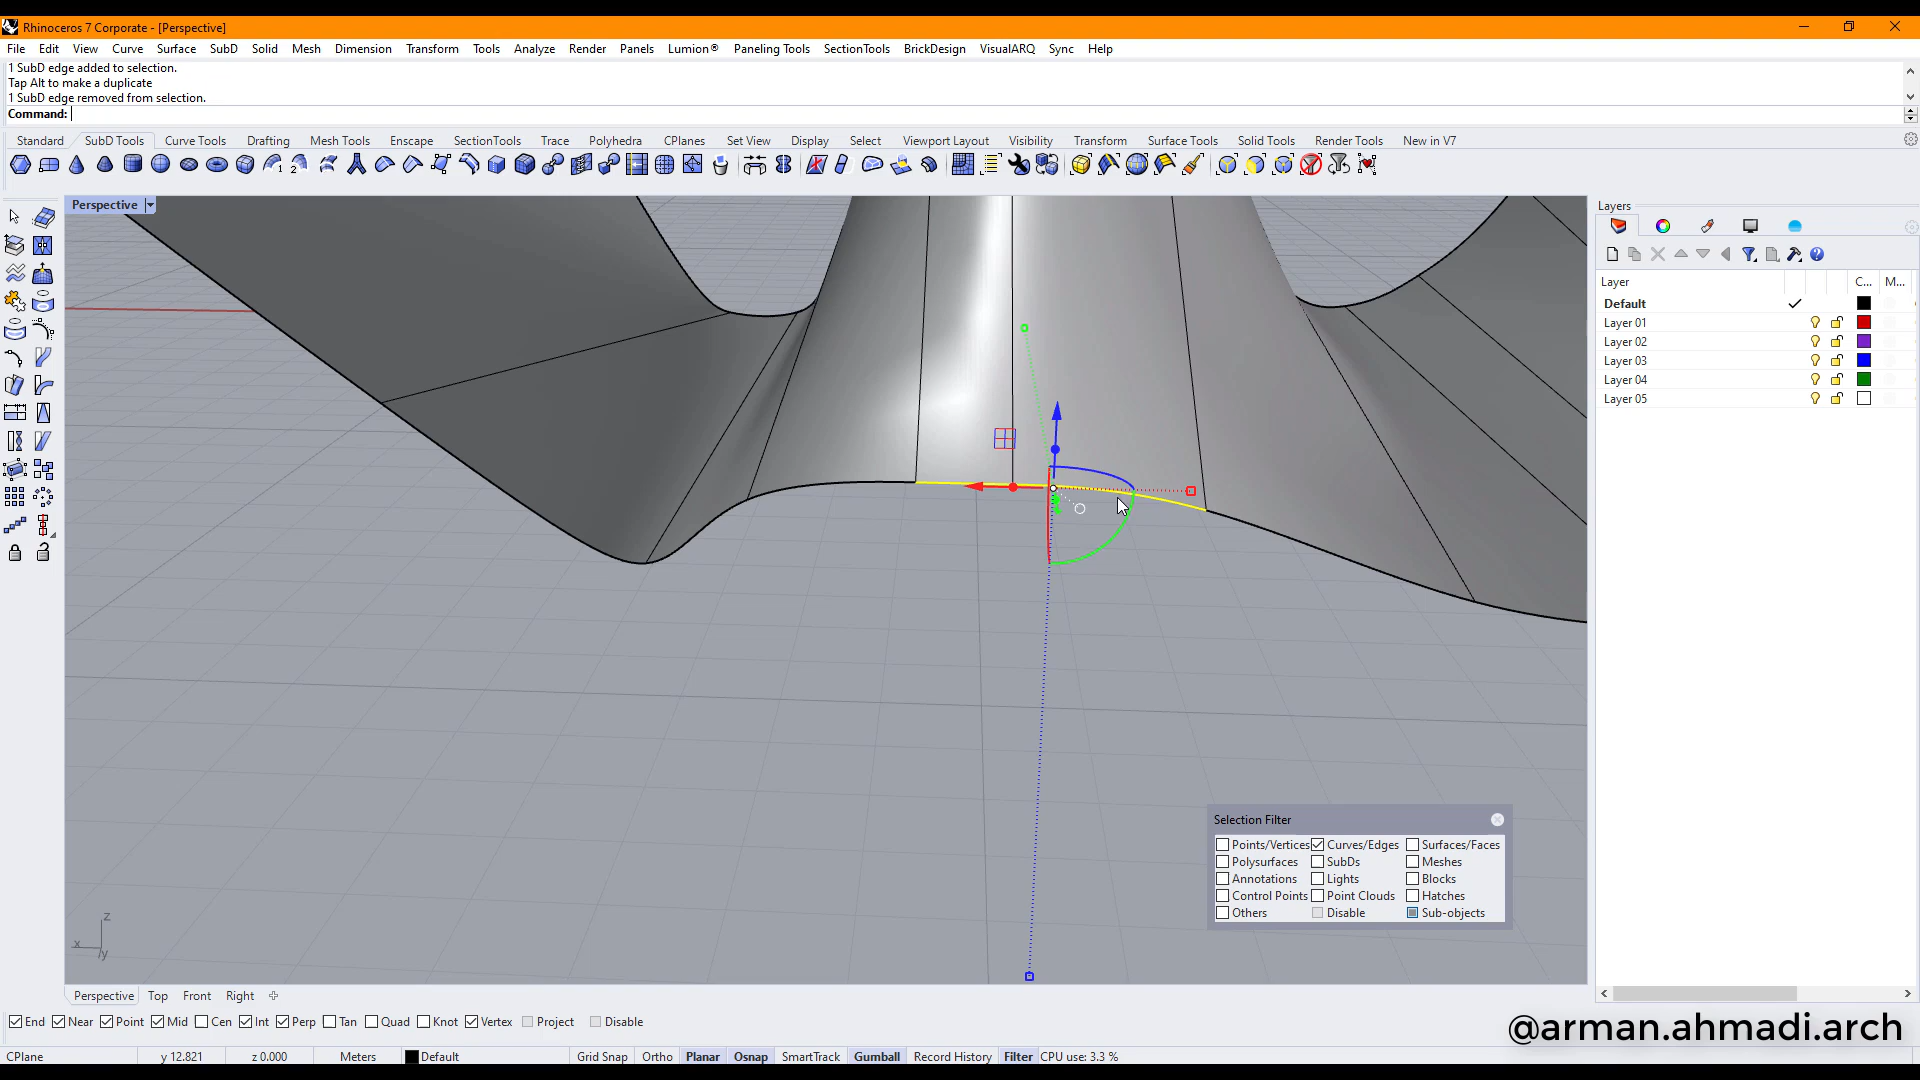 Rhinoceros 7 Corporate - [Perspective]
File Edit View Curve Surface SubD Solid Mesh Dimension Transform Tools Analyze Render Panels Lumion® Paneling Tools SectionTools BrickDesign VisualARQ Sync Help
1 SubD edge added to selection.
Tap Alt to make a duplicate
1 SubD edge removed from selection.
Command:
Standard SubD Tools Curve Tools Drafting Mesh Tools Enscape SectionTools Trace Polyhedra CPlanes Set View Display Select Viewport Layout Visibility Transform Surface Tools Solid Tools Render Tools New in V7
Perspective
Layers
Layer C... M...
Default
Layer 01
Layer 02
Layer 03
Layer 04
Layer 05
Selection Filter
Points/Vertices Curves/Edges Surfaces/Faces
Polysurfaces SubDs Meshes
Annotations Lights Blocks
Control Points Point Clouds Hatches
Others Disable Sub-objects
z
x
y
Perspective Top Front Right
End Near Point Mid Cen Int Perp Tan Quad Knot Vertex Project Disable
@arman.ahmadi.arch
CPlane y 12.821 z 0.000 Meters Default Grid Snap Ortho Planar Osnap SmartTrack Gumball Record History Filter CPU use: 3.3 %